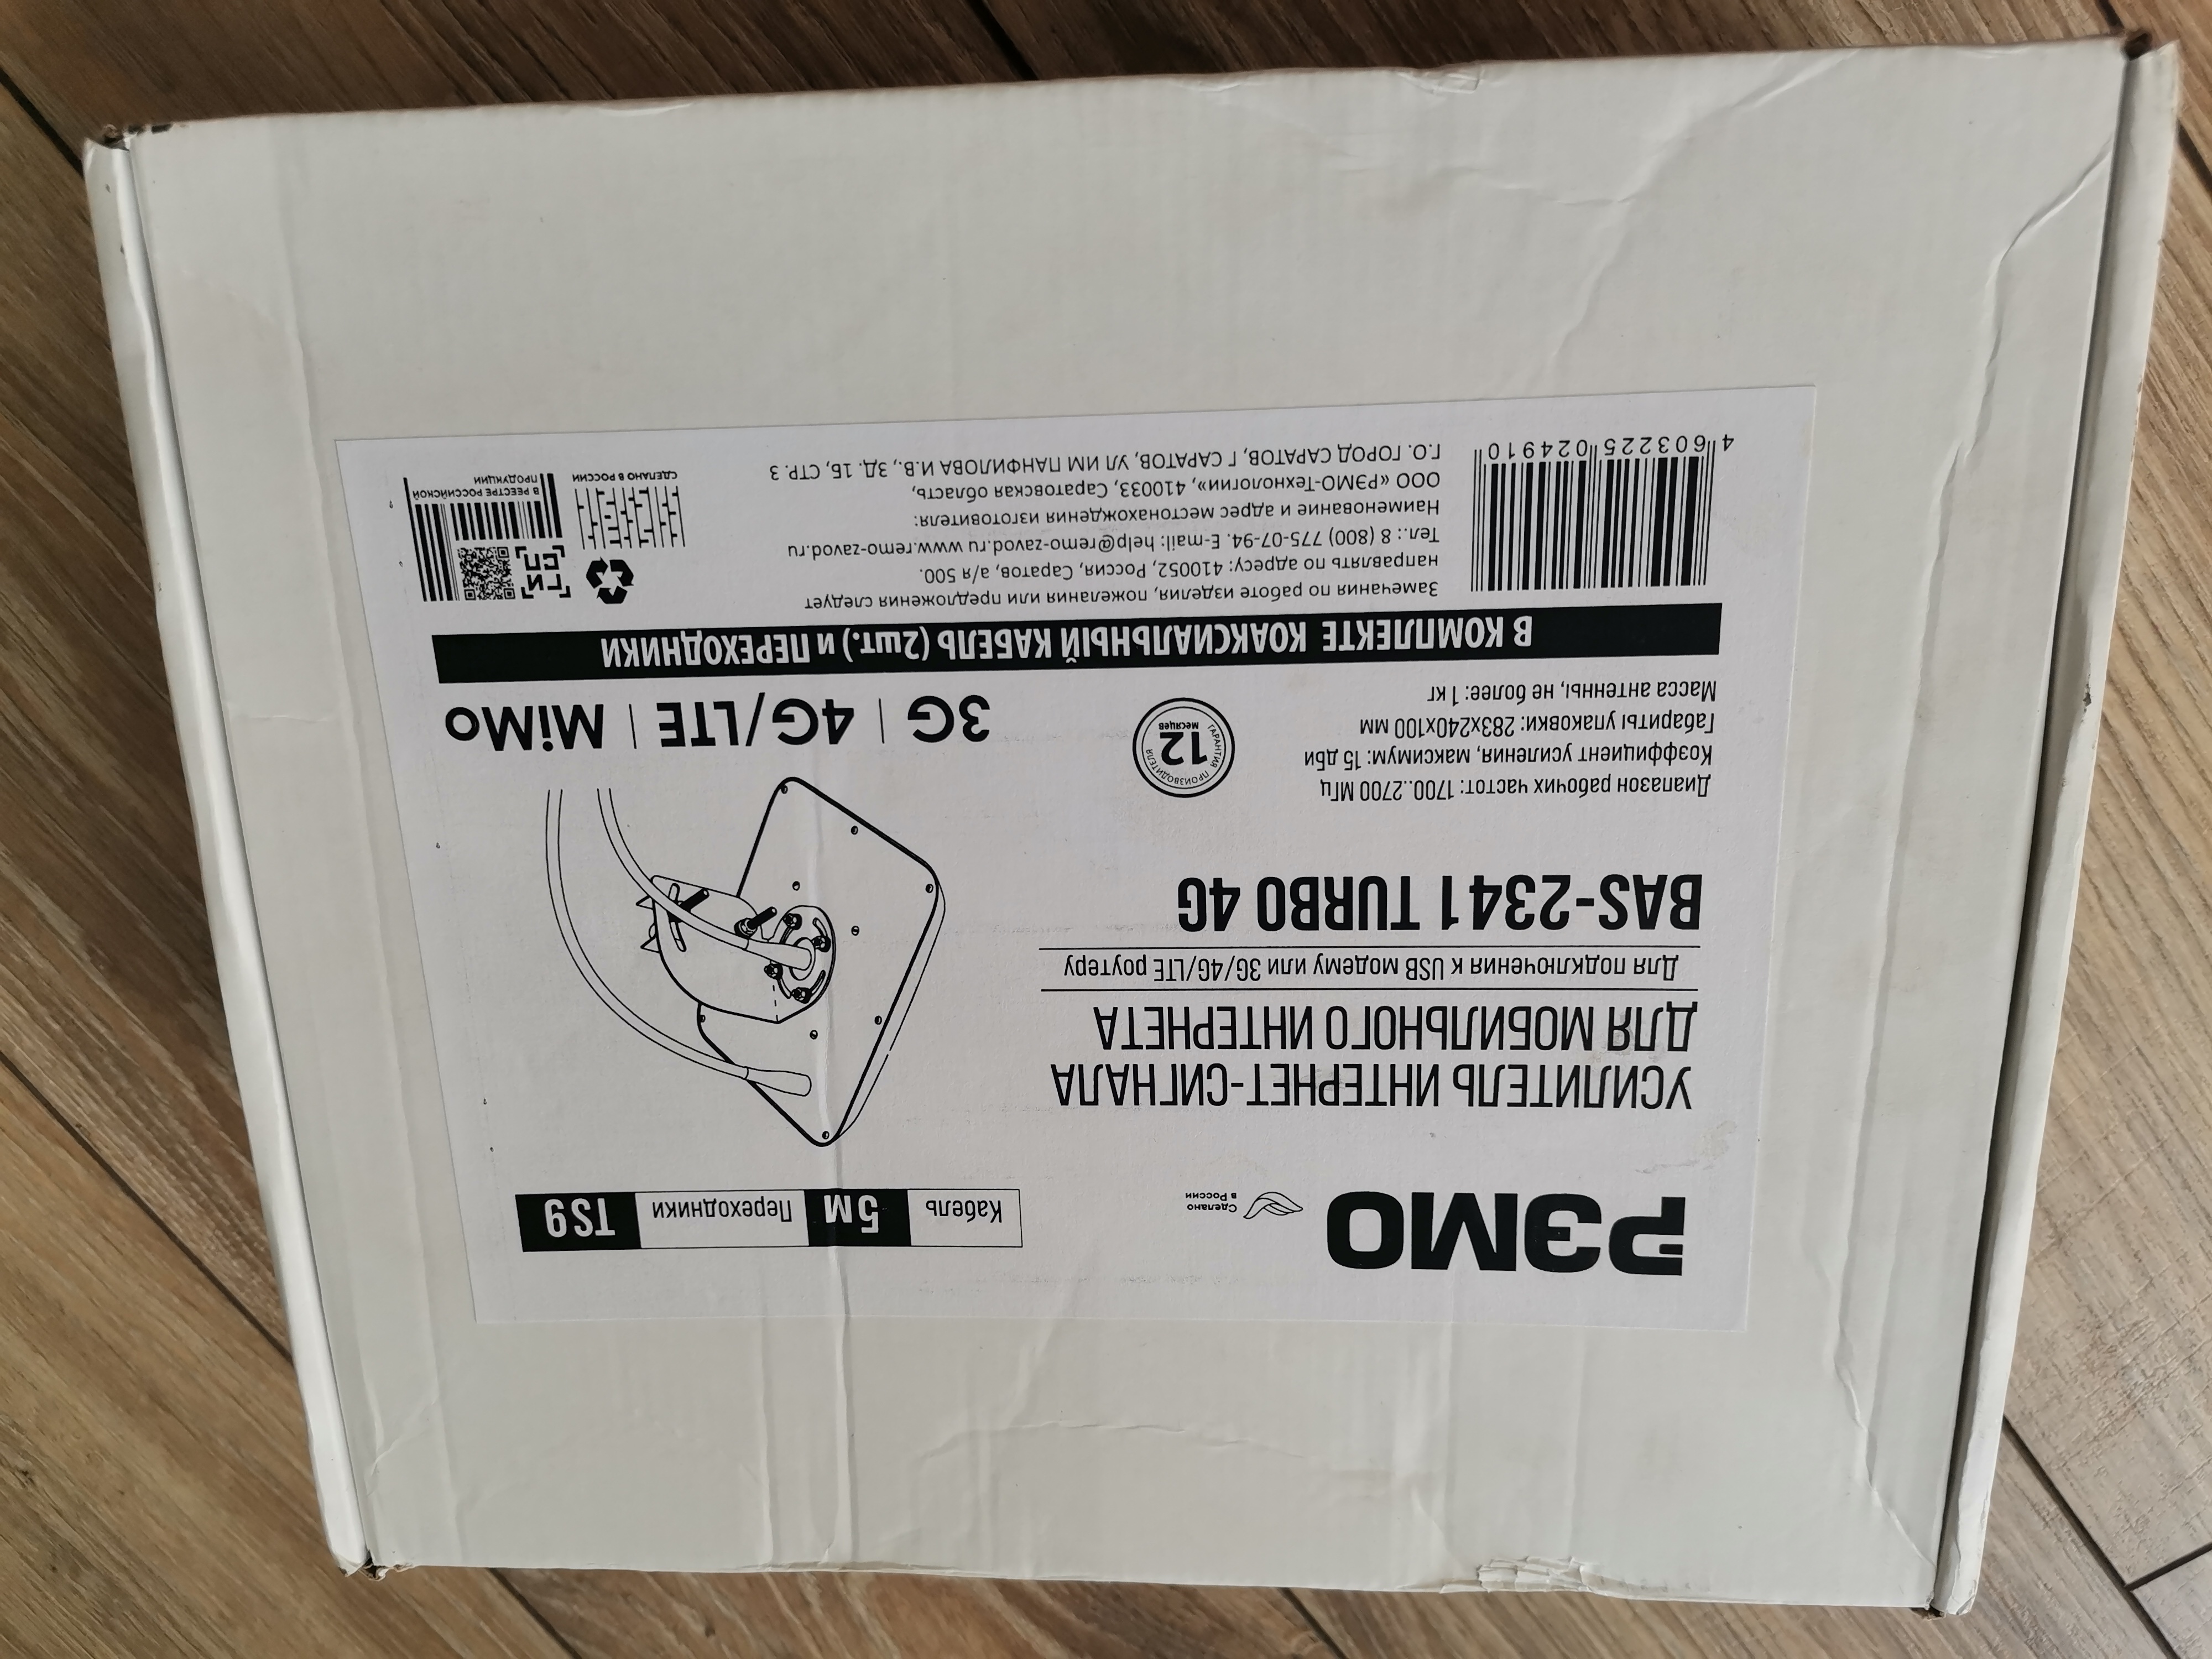 РЭМО
Сделано
в России
Кабель 5М Переходники TS9
УСИЛИТЕЛЬ ИНТЕРНЕТ-СИГНАЛА
ДЛЯ МОБИЛЬНОГО ИНТЕРНЕТА
Для подключения к USB модему или 3G/4G/LTE роутеру
BAS-2341 TURBO 4G
Диапазон рабочих частот: 1700..2700 МГц
Коэффициент усиления, максимум: 15 дби
Габариты упаковки: 283х240х100 мм
Масса антенны, не более: 1 кг
ГАРАНТИЯ ПРОИЗВОДИТЕЛЯ
12
месяцев
3G | 4G/LTE | MiMo
В КОМПЛЕКТЕ КОАКСИАЛЬНЫЙ КАБЕЛЬ (2шт.) И ПЕРЕХОДНИКИ
4 603225 024910
Замечания по работе изделия, пожелания или предложения следует
направлять по адресу: 410052, Россия, Саратов, а/я 500.
Тел.: 8 (800) 775-07-94. E-mail: help@remo-zavod.ru www.remo-zavod.ru
Наименование и адрес местонахождения изготовителя:
ООО «РЭМО-Технологии», 410033, Саратовская область,
Г.О. ГОРОД САРАТОВ, Г САРАТОВ, УЛ ИМ ПАНФИЛОВА И.В., ЗД. 1Б, СТР. 3
СДЕЛАНО В РОССИИ
ГИСП
В РЕЕСТРЕ РОССИЙСКОЙ
ПРОДУКЦИИ